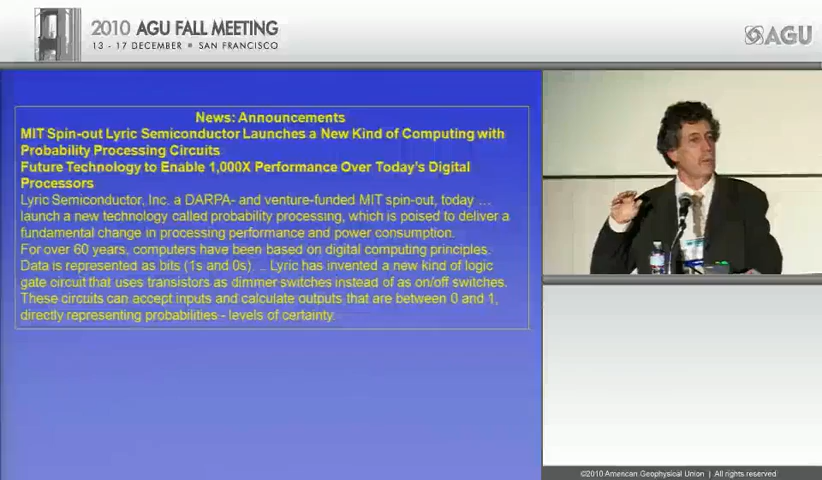 2010 AGU FALL MEETING
13 - 17 DECEMBER SAN FRANCISCO
AGU
News: Announcements
MIT Spin-out Lyric Semiconductor Launches a New Kind of Computing with
Probability Processing Circuits
Future Technology to Enable 1,000X Performance Over Today's Digital
Processors
Lyric Semiconductor, Inc. a DARPA- and venture-funded MIT spin-out, today ...
launch a new technology called probability processing, which is poised to deliver a
fundamental change in processing performance and power consumption.
For over 60 years, computers have been based on digital computing principles.
Data is represented as bits (1s and 0s). .. Lyric has invented a new kind of logic
gate circuit that uses transistors as dimmer switches instead of as on/off switches.
These circuits can accept inputs and calculate outputs that are between 0 and 1,
directly representing probabilities - levels of certainty.
©2010 American Geophysical Union | All rights reserved